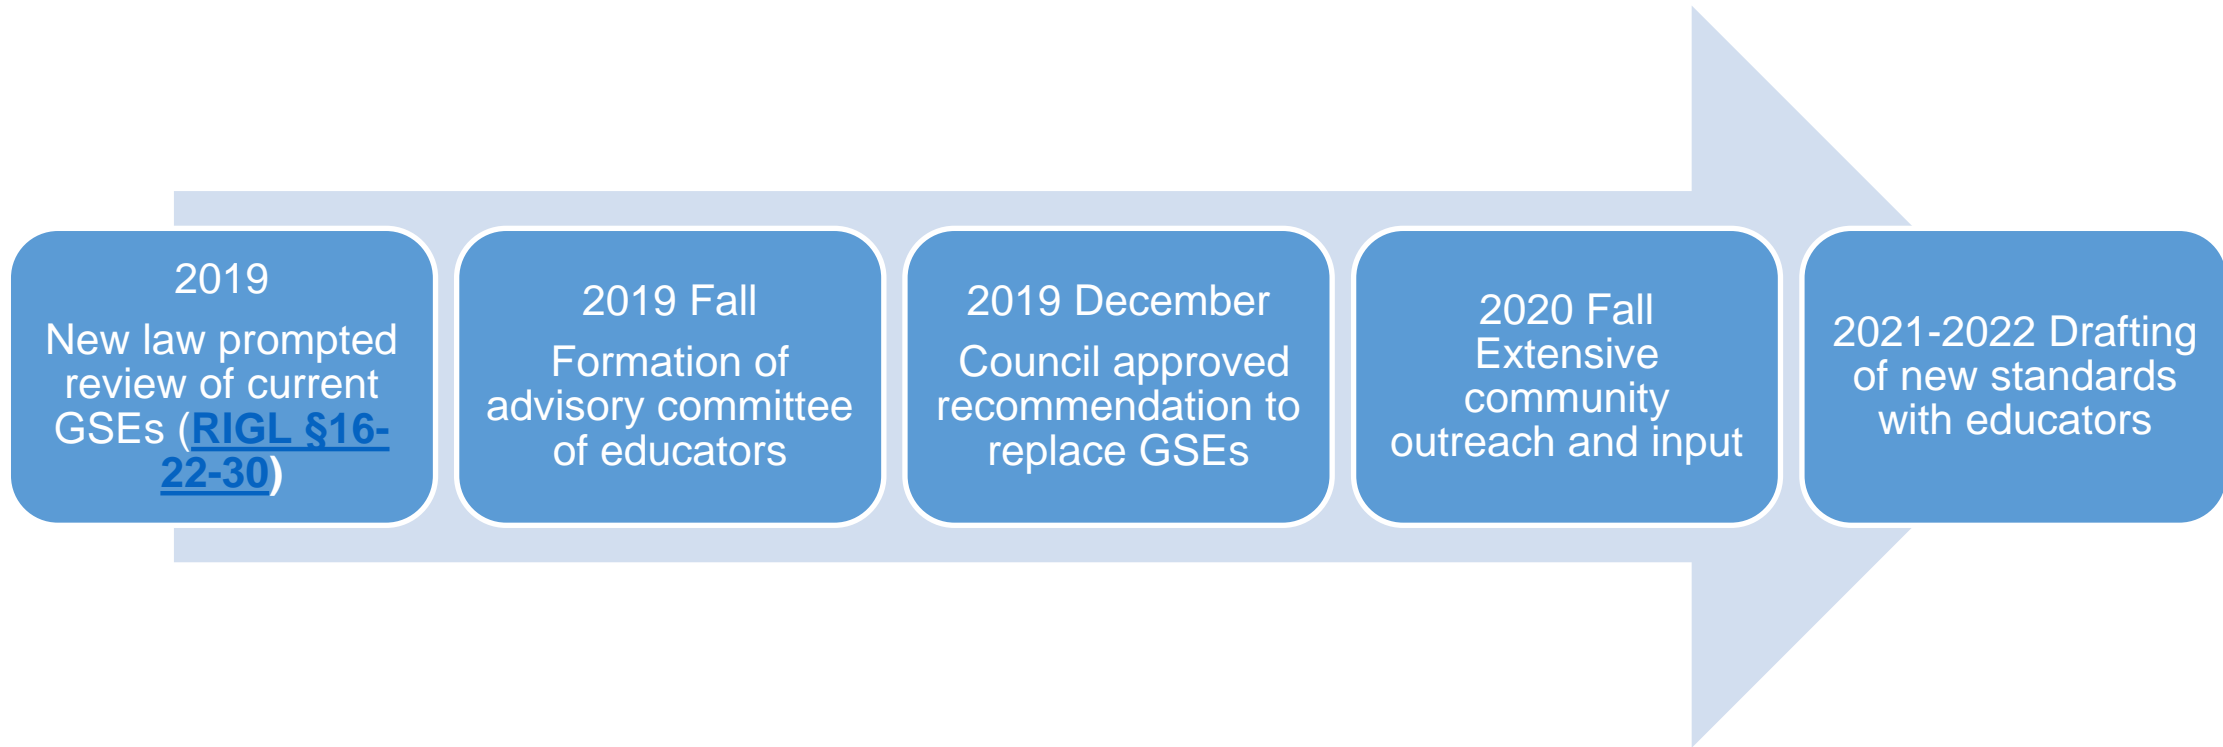 2019
New law prompted
review of current
GSEs (RIGL §16-
22-30)
2019 Fall
Formation of
advisory committee
of educators
2019 December
Council approved
recommendation to
replace GSEs
2020 Fall
Extensive
community
outreach and input
2021-2022 Drafting
of new standards
with educators